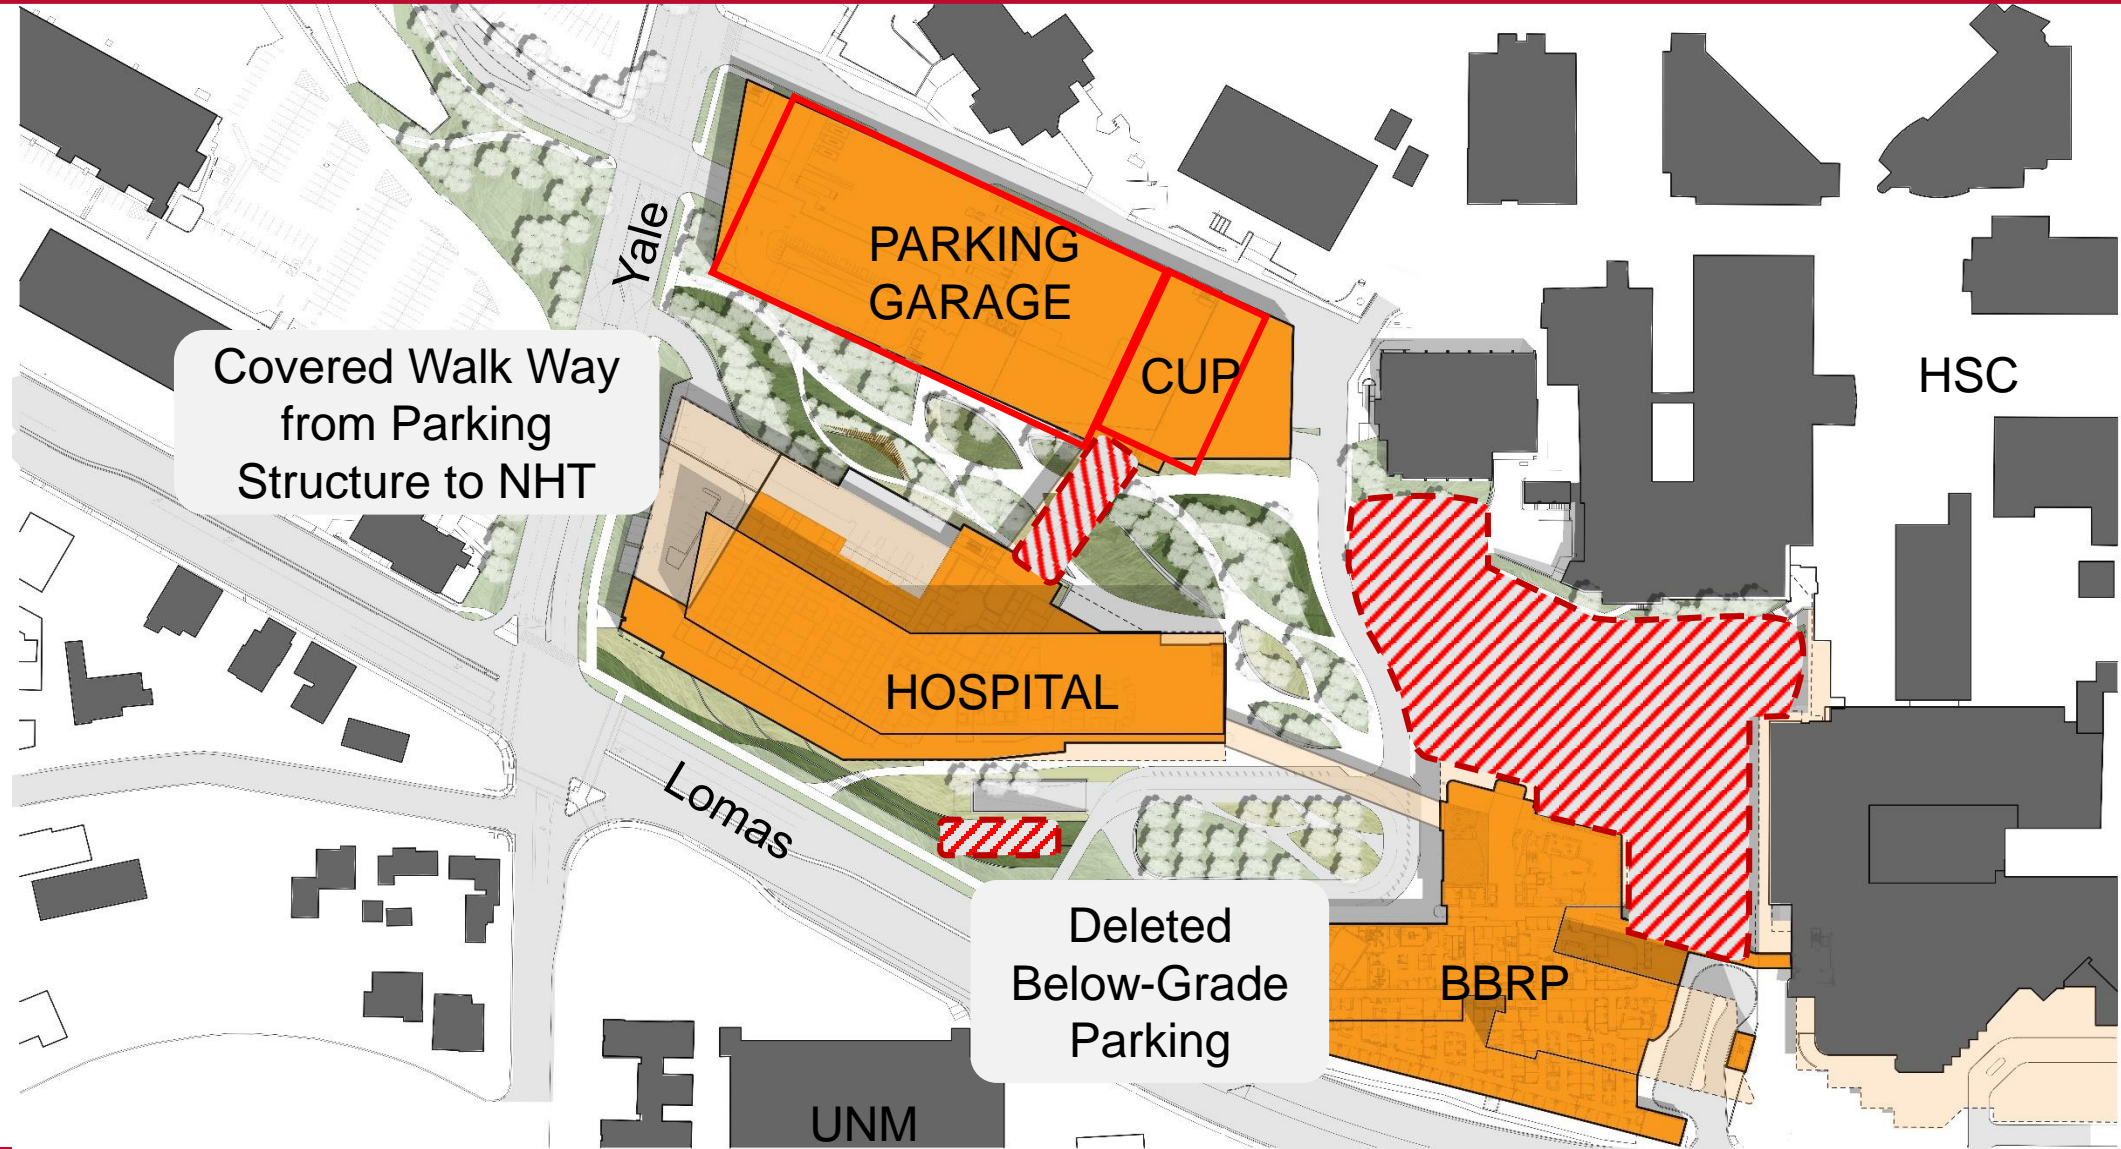 Yale
PARKING
GARAGE
CUP
Covered Walk Way
from Parking
Structure to NHT
HSC
HOSPITAL
Lomas
Deleted
Below-Grade
Parking
BBRP
UNM